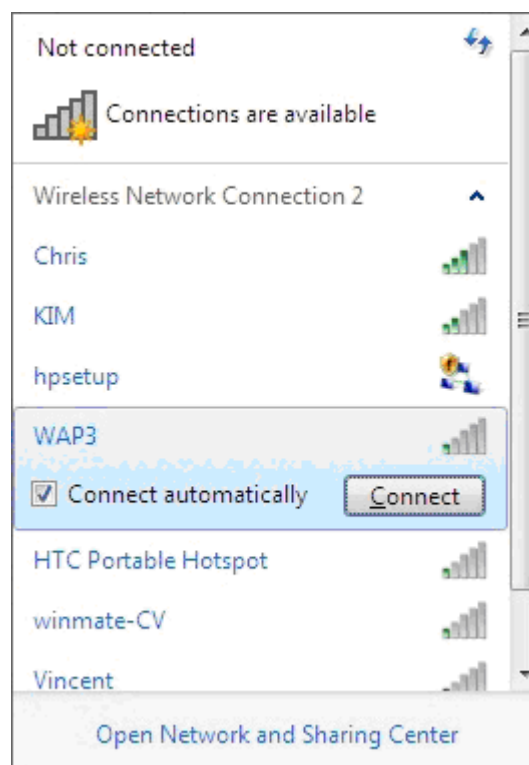 Not connected
Connections are available
Wireless Network Connection 2
Chris
KIM
hpsetup
WAP3
Connect automatically
Connect
HTC Portable Hotspot
winmate-CV
Vincent
Open Network and Sharing Center